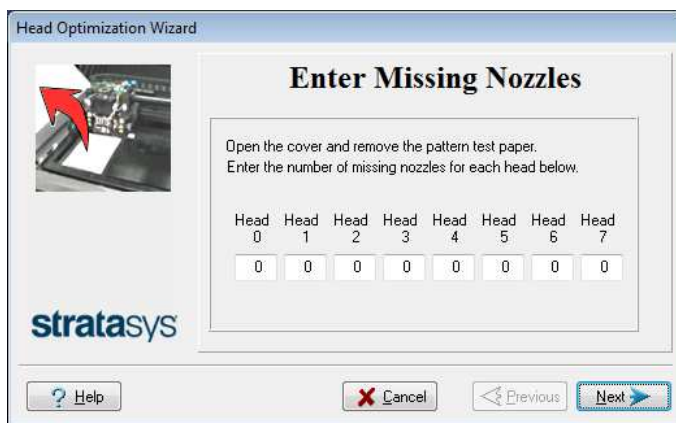 Head Optimization Wizard
Enter Missing Nozzles
Open the cover and remove the pattern test paper.
Enter the number of missing nozzles for each head below.
Head Head Head Head Head Head Head Head
0 1 2 3 4 5 6 7
0 0 0 0 0 0 0 0
stratasys
? Help Cancel Previous Next